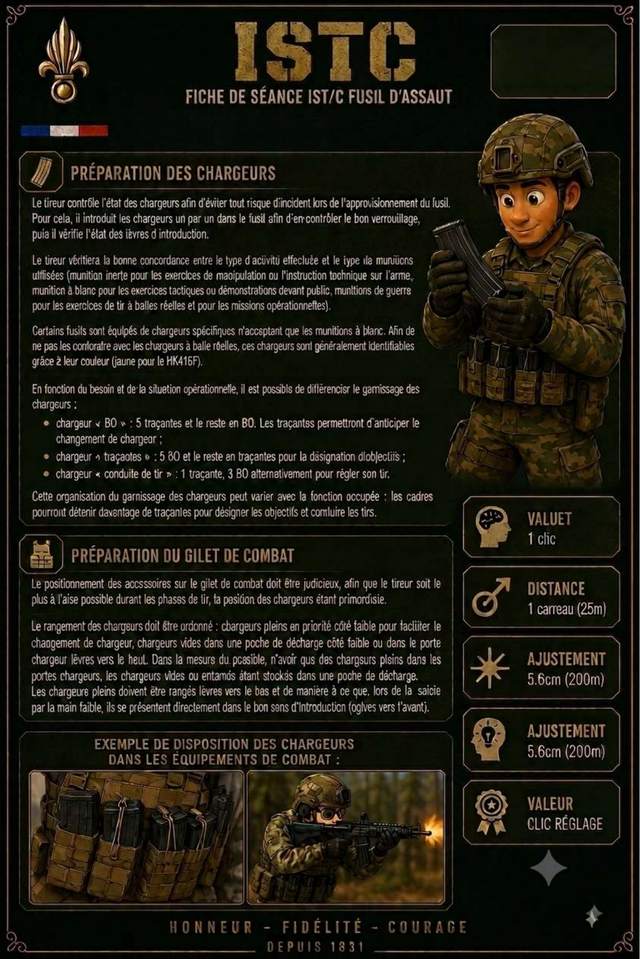 ISTC
FICHE DE SÉANCE IST/C FUSIL D'ASSAUT
PRÉPARATION DES CHARGEURS
Le tireur contrôle l'état des chargeurs afin d'éviter tout risque d'incident lors de l'approvisionnement du fusil.
Pour cela, il introduit les chargeurs un par un dans le fusil afin d'en contrôler le bon verrouillage,
puia il vérifie l'état des lèvres d introduction.
Le tireur vérifiera la bonne concordance entre le type d'activité effectuée et le type da munitions
utilisées (munition inerte pour les exercices de manipulation ou l'instruction technique sur l'arme,
munition à blanc pour les exercices tactiques ou démonstrations devant public, munitions de guerre
pour les exercices de tir à balles réelles et pour les missions opérationnelles).
Certains fusils sont équipés de chargeurs spécifiques n'acceptant que les munitions à blanc. Afin de
ne pas les confondre avec les chargeurs à balle réelles, ces chargeurs sont généralement identifiables
grâce à leur couleur (jaune pour le HK416F).
En fonction du besoin et de la situation opérationnelle, il est possible de différencier le garnissage des
chargeurs :
• chargeur « BO » : 5 traçantes et le reste en BO. Les traçantes permettront d'anticiper le
changement de chargeur ;
• chargeur « traçaotes » : 5 BO et le reste en traçantes pour la désignation d'objectifs ;
• chargeur « conduite de tir » : 1 traçante, 3 BO alternativement pour régler son tir.
Cette organisation du garnissage des chargeurs peut varier avec la fonction occupée : les cadres
pourront détenir davantage de traçantes pour désigner les objectifs et conduire les tirs.
PRÉPARATION DU GILET DE COMBAT
Le positionnement des accessoires sur le gilet de combat doit être judicieux, afin que le tireur soit le
plus à l'aise possible durant les phases de tir, la position des chargeurs étant primordiale.
Le rangement des chargeurs doit être ordonné : chargeurs pleins en priorité côté faible pour faciliter le
changement de chargeur, chargeurs vides dans une poche de décharge côté faible ou dans le porte
chargeur lèvres vers le heut. Dans la mesure du pcasible, n'avoir que des chargsurs pleins dans les
portes chargeurs, les chargeurs vides ou entamés étant stockés dans une poche de décharge.
Les chargeure pleins doivent être rangés lèvres vers le bas et de manière à ce que, lors de la saicie
par la main faible, ils se présentent directement dans le bon sens d'introduction (ogives vers l'avant).
EXEMPLE DE DISPOSITION DES CHARGEURS
DANS LES ÉQUIPEMENTS DE COMBAT :
VALUET
1 clic
DISTANCE
1 carreau (25m)
AJUSTEMENT
5.6cm (200m)
AJUSTEMENT
5.6cm (200m)
VALEUR
CLIC RÉGLAGE
HONNEUR - FIDÉLITÉ - COURAGE
DEPUIS 1831